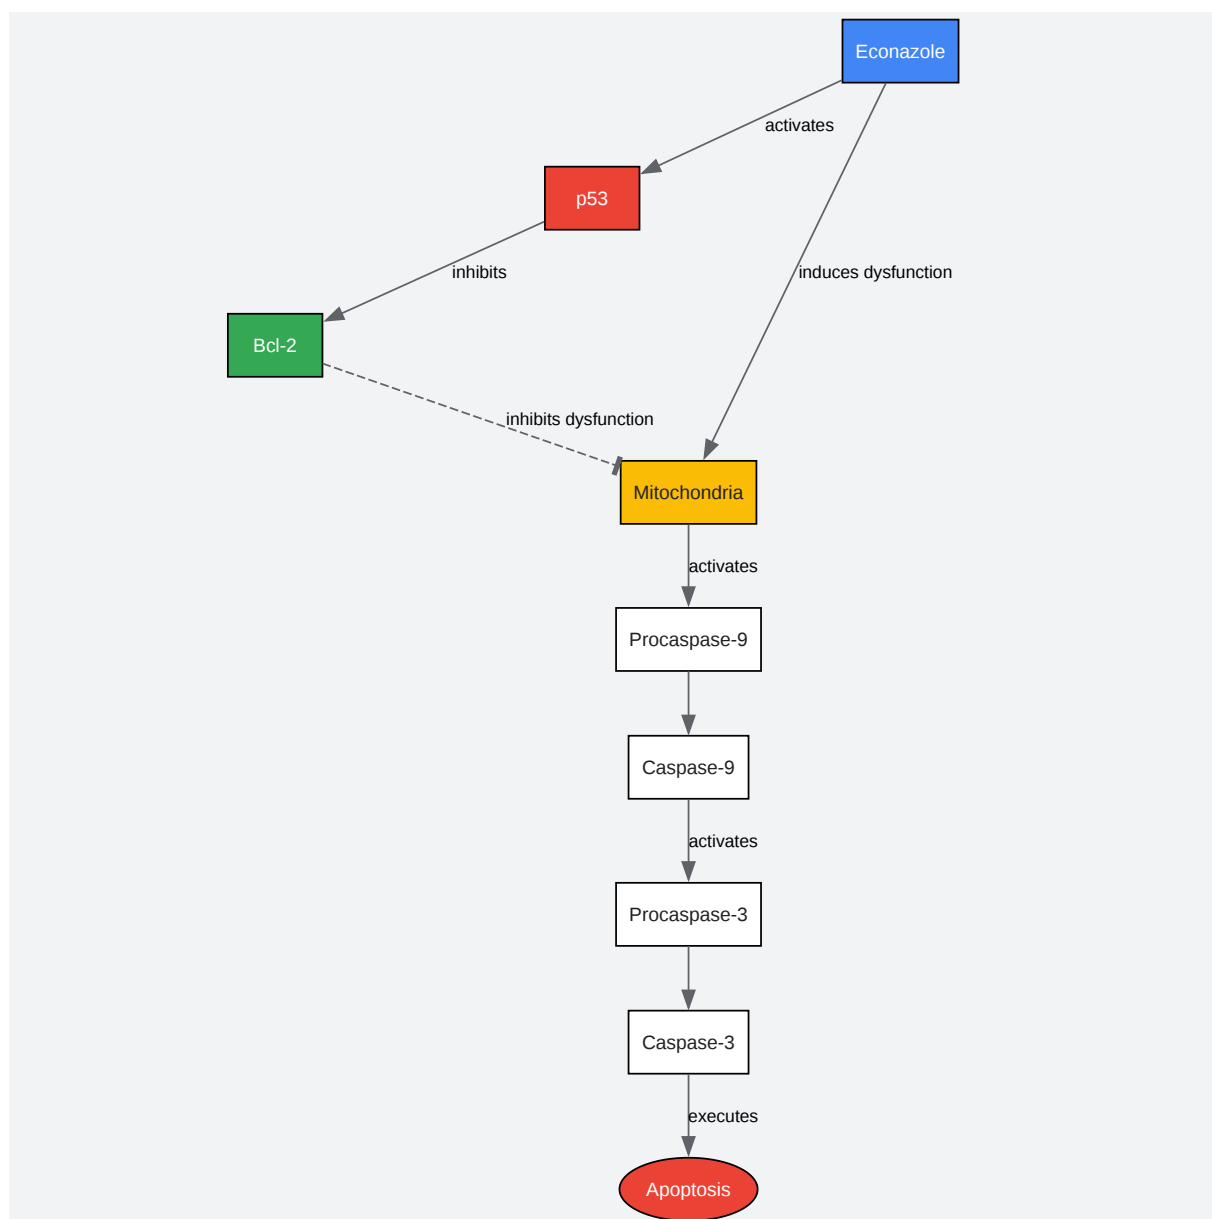 Econazole
activates
p53
inhibits
induces dysfunction
Bcl-2
inhibits dysfunction
Mitochondria
activates
Procaspase-9
Caspase-9
activates
Procaspase-3
Caspase-3
executes
Apoptosis